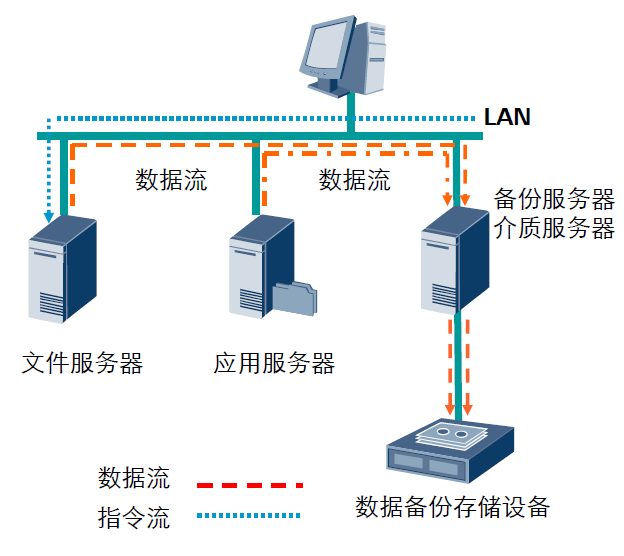 LAN
数据流
数据流
备份服务器
介质服务器
文件服务器
应用服务器
数据流
指令流
数据备份存储设备